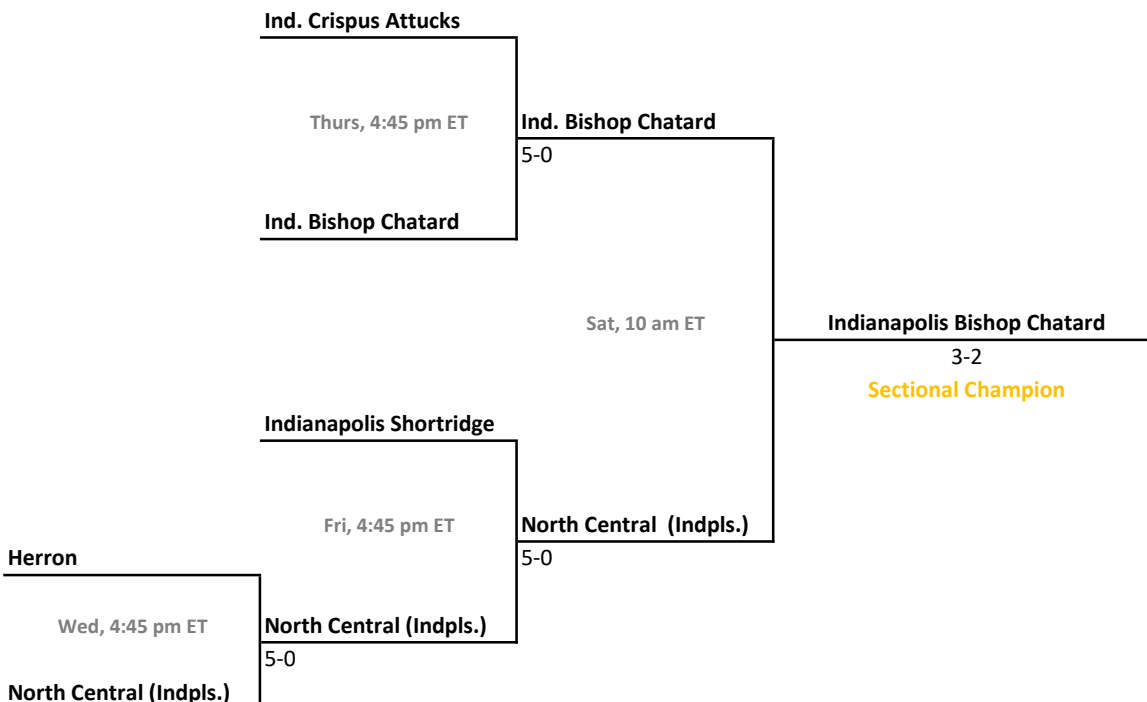 Ind. Crispus Attucks
Thurs, 4:45 pm ET
Ind. Bishop Chatard
5-0
Ind. Bishop Chatard
Sat, 10 am ET
Indianapolis Bishop Chatard
3-2
Sectional Champion
Indianapolis Shortridge
Fri, 4:45 pm ET
North Central  (Indpls.)
5-0
Herron
Wed, 4:45 pm ET
North Central (Indpls.)
5-0
North Central (Indpls.)